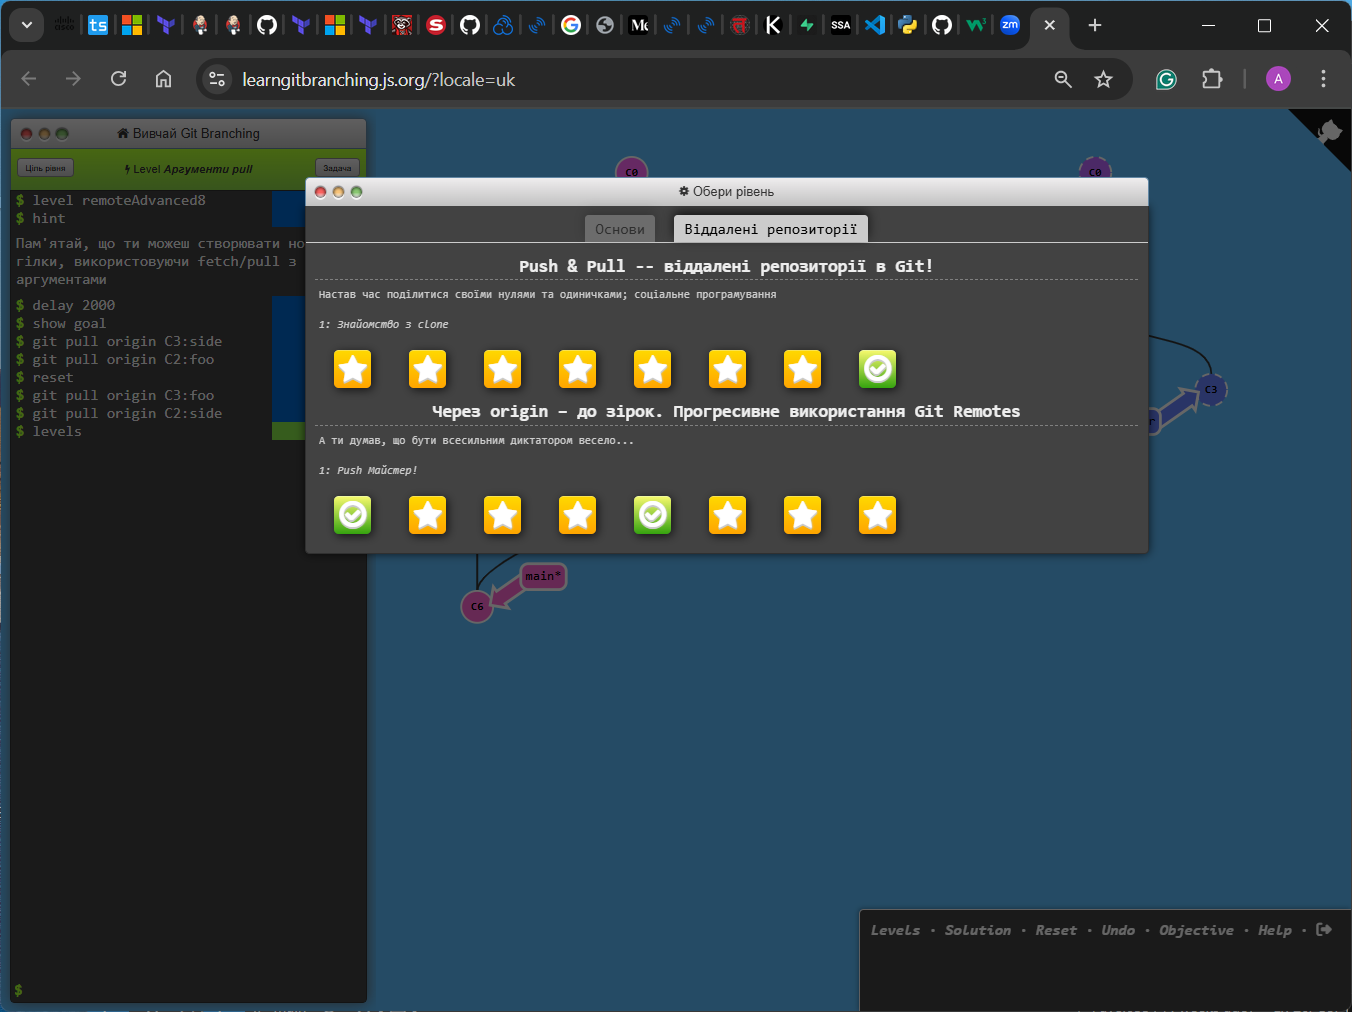 ts
S
G
K
SSA
zm
learngitbranching.js.org/?locale=uk
A
Вивчай Git Branching
Ціль рівня
Level Аргументи pull
Задача
$ level remoteAdvanced8
$ hint
Пам'ятай, що ти можеш створювати но
гілки, використовуючи fetch/pull з
аргументами
$ delay 2000
$ show goal
$ git pull origin C3:side
$ git pull origin C2:foo
$ reset
$ git pull origin C3:foo
$ git pull origin C2:side
$ levels
$
C0
C0
Обери рівень
Основи
Віддалені репозиторії
Push & Pull -- віддалені репозиторії в Git!
Настав час поділитися своїми нулями та одиничками; соціальне програмування
1: Знайомство з clone
Через origin – до зірок. Прогресивне використання Git Remotes
А ти думав, що бути всесильним диктатором весело...
1: Push Майстер!
C3
main*
C6
Levels · Solution · Reset · Undo · Objective · Help ·